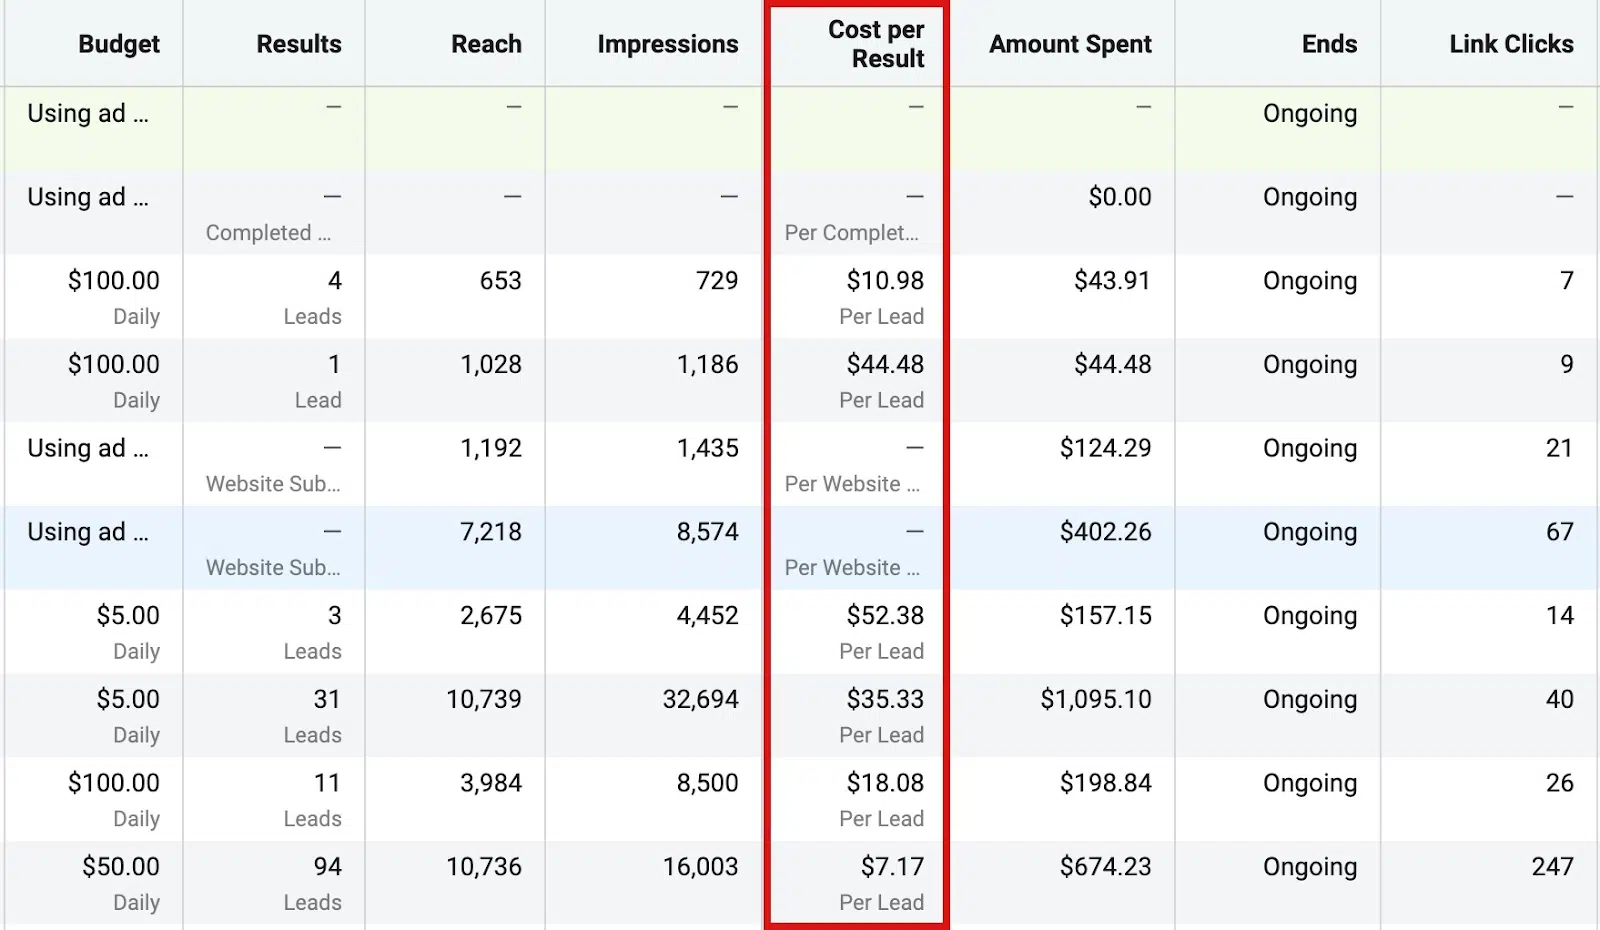 Budget Results Reach Impressions Cost per Result Amount Spent Ends Link Clicks
Using ad ... — — — — — Ongoing —
Using ad ... — — — — $0.00 Ongoing —
Completed ... Per Complet...
$100.00 4 653 729 $10.98 $43.91 Ongoing 7
Daily Leads Per Lead
$100.00 1 1,028 1,186 $44.48 $44.48 Ongoing 9
Daily Lead Per Lead
Using ad ... — 1,192 1,435 — $124.29 Ongoing 21
Website Sub... Per Website ...
Using ad ... — 7,218 8,574 — $402.26 Ongoing 67
Website Sub... Per Website ...
$5.00 3 2,675 4,452 $52.38 $157.15 Ongoing 14
Daily Leads Per Lead
$5.00 31 10,739 32,694 $35.33 $1,095.10 Ongoing 40
Daily Leads Per Lead
$100.00 11 3,984 8,500 $18.08 $198.84 Ongoing 26
Daily Leads Per Lead
$50.00 94 10,736 16,003 $7.17 $674.23 Ongoing 247
Daily Leads Per Lead